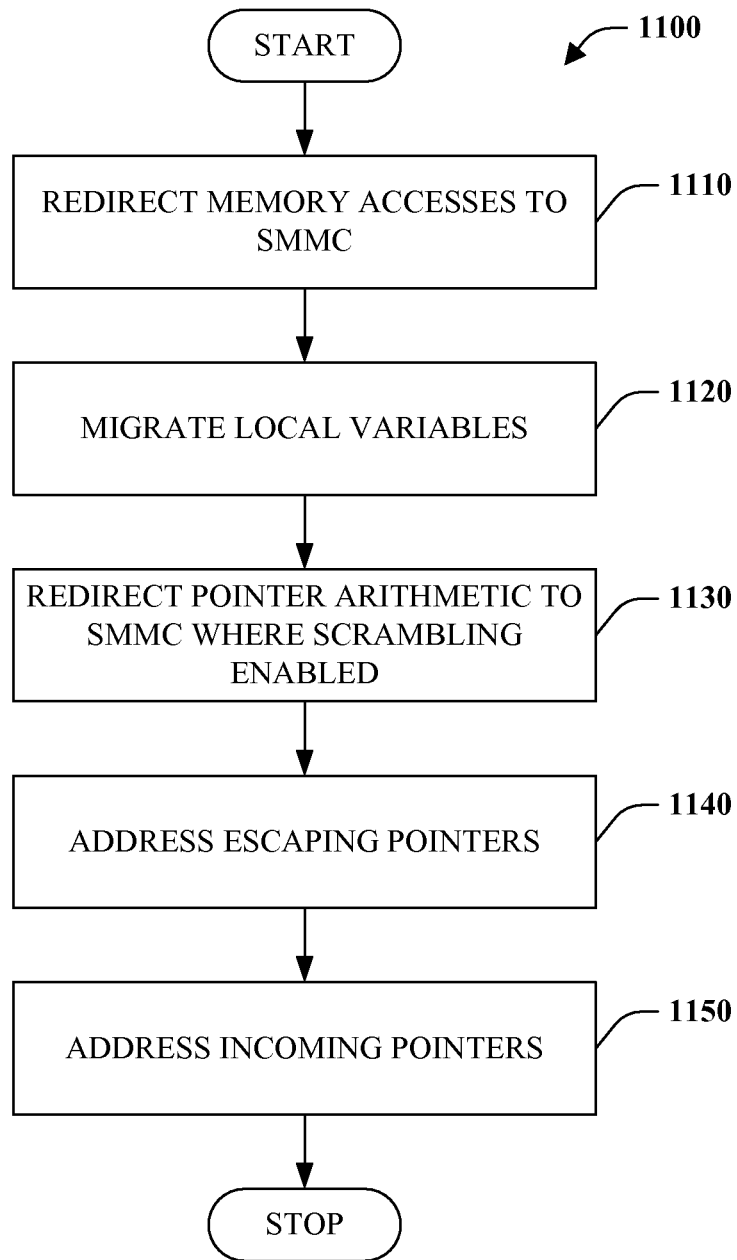 START
1100
REDIRECT MEMORY ACCESSES TO
SMMC
1110
MIGRATE LOCAL VARIABLES
1120
REDIRECT POINTER ARITHMETIC TO
SMMC WHERE SCRAMBLING
ENABLED
1130
ADDRESS ESCAPING POINTERS
1140
ADDRESS INCOMING POINTERS
1150
STOP